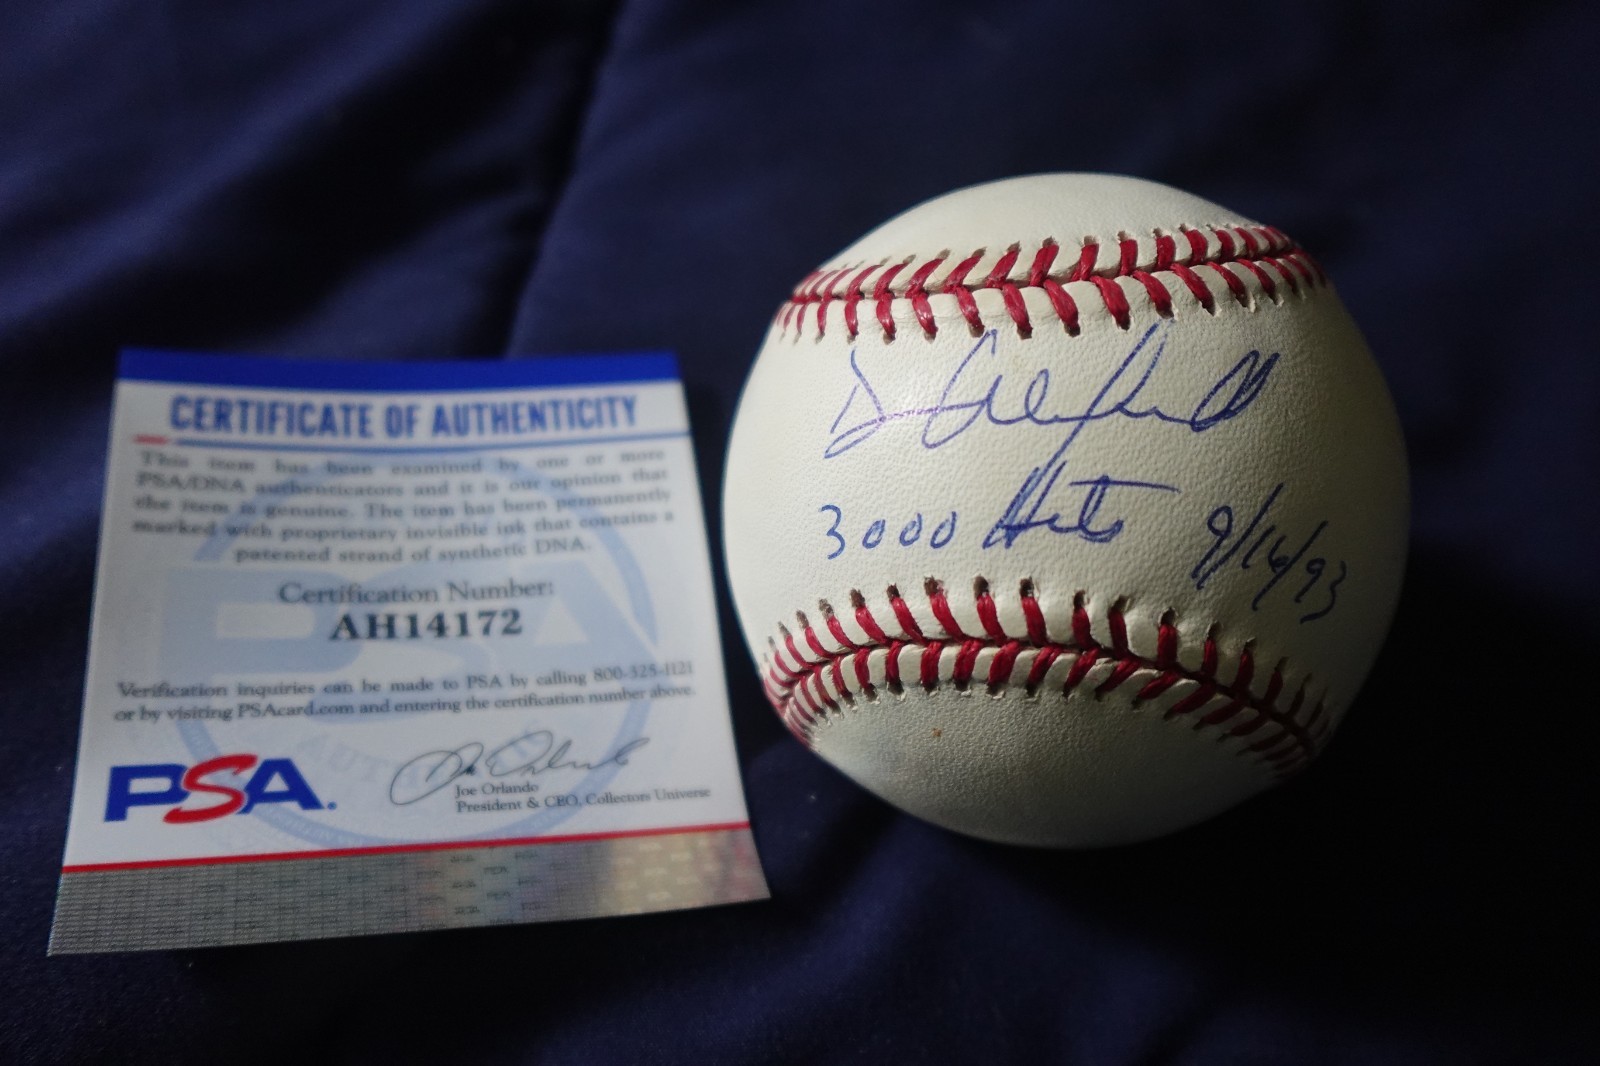 CERTIFICATE OF AUTHENTICITY
This item has been examined by one or more
PSA/DNA authenticators and it is our opinion that
the item is genuine. The item has been permanently
marked with proprietary invisible ink that contains a
patented strand of synthetic DNA.
Certification Number:
AH14172
Verification inquiries can be made to PSA by calling 800-325-1121
or by visiting PSAcard.com and entering the certification number above.
PSA.
Joe Orlando
President & CEO, Collectors Universe
D Winfield
3000 Hits 9/16/93